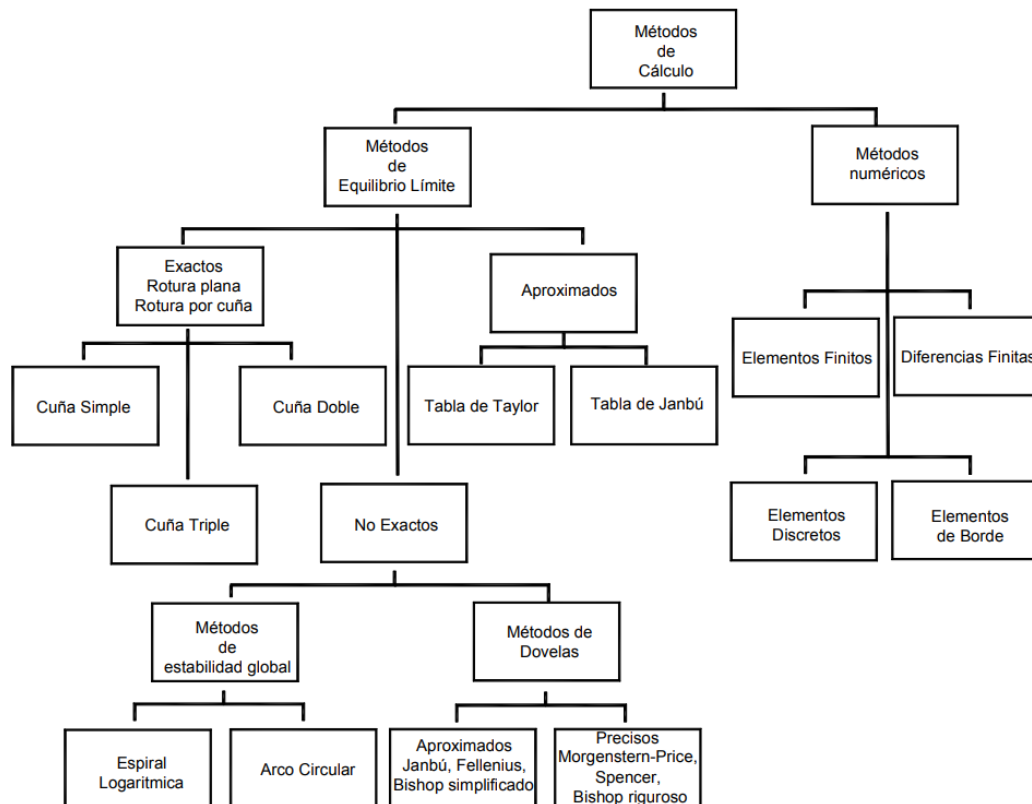 Métodos
de
Cálculo
Métodos
de
Equilibrio Límite
Métodos
numéricos
Exactos
Rotura plana
Rotura por cuña
Aproximados
Elementos Finitos
Diferencias Finitas
Cuña Simple
Cuña Doble
Tabla de Taylor
Tabla de Janbú
Cuña Triple
No Exactos
Elementos
Discretos
Elementos
de Borde
Métodos
de
estabilidad global
Métodos de
Dovelas
Espiral
Logaritmica
Arco Circular
Aproximados
Janbú, Fellenius,
Bishop simplificado
Precisos
Morgenstern-Price,
Spencer,
Bishop riguroso